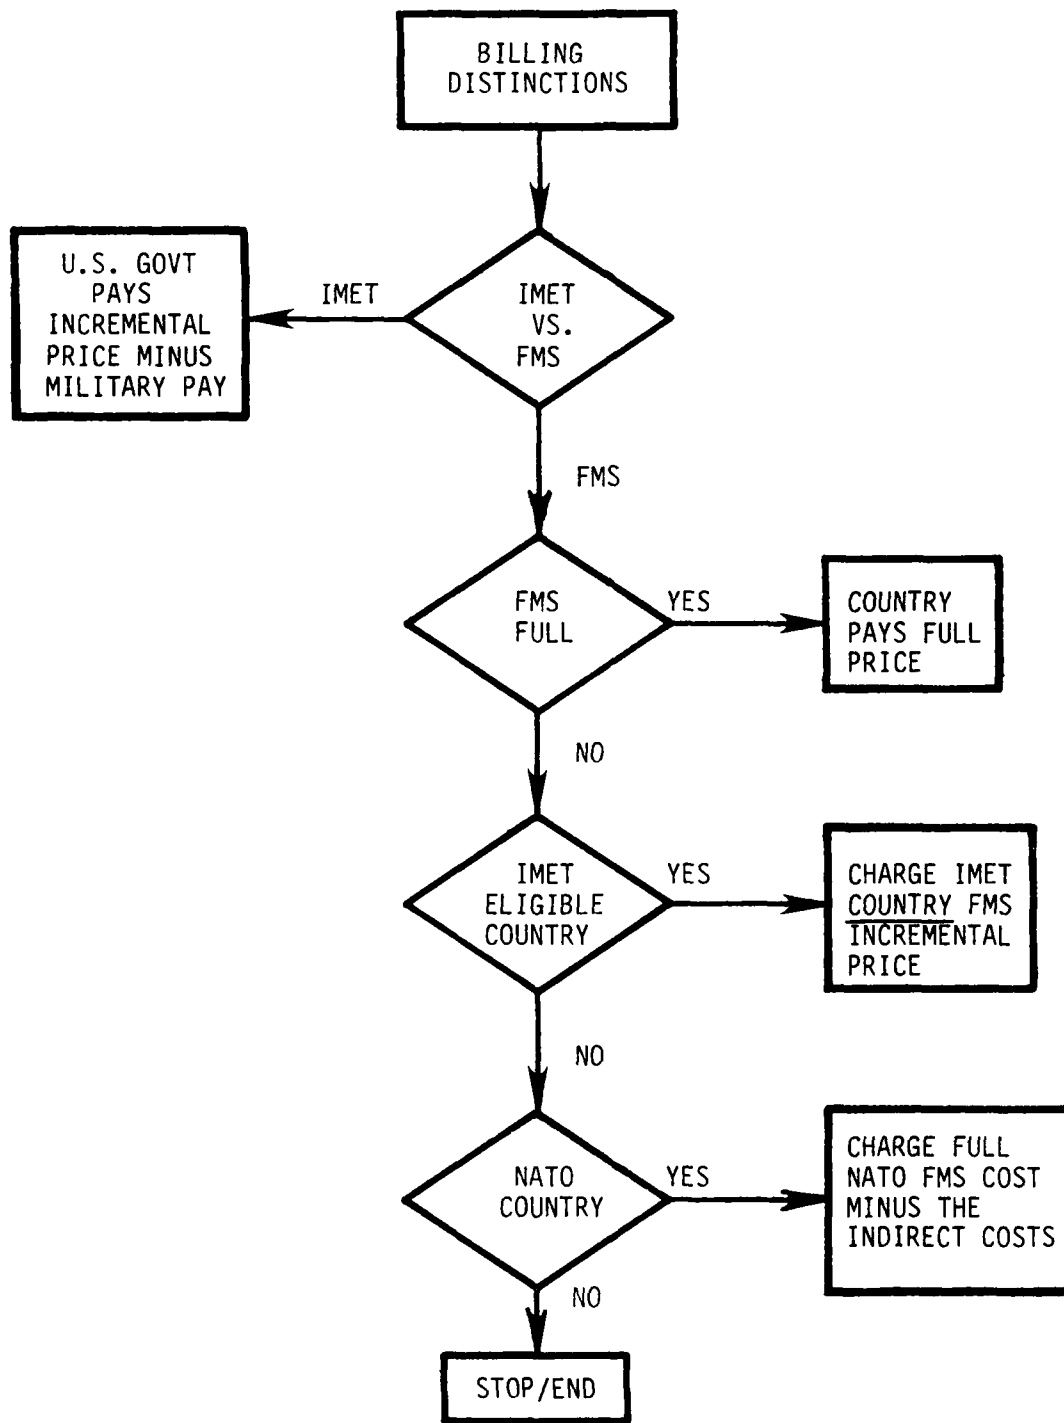 BILLING
DISTINCTIONS
U.S. GOVT
PAYS
INCREMENTAL
PRICE MINUS
MILITARY PAY
IMET
IMET
VS.
FMS
FMS
FMS
FULL
YES
COUNTRY
PAYS FULL
PRICE
NO
IMET
ELIGIBLE
COUNTRY
YES
CHARGE IMET
COUNTRY FMS
INCREMENTAL
PRICE
NO
NATO
COUNTRY
YES
CHARGE FULL
NATO FMS COST
MINUS THE
INDIRECT COSTS
NO
STOP/END